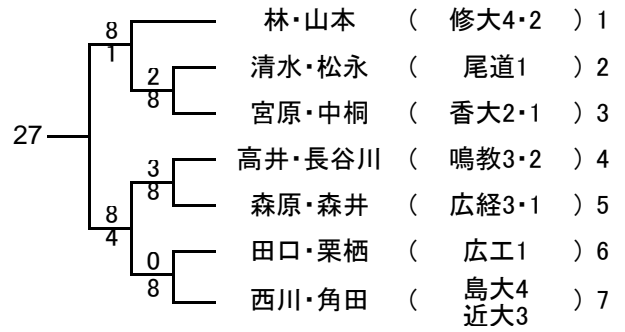 8
林・山本 ( 修大4・2 ) 1
1
2
清水・松永 ( 尾道1 ) 2
8
宮原・中桐 ( 香大2・1 ) 3
27
3
高井・長谷川 ( 鳴教3・2 ) 4
8
森原・森井 ( 広経3・1 ) 5
8
4
0
田口・栗栖 ( 広工1 ) 6
8
西川・角田 ( 島大4 近大3 ) 7